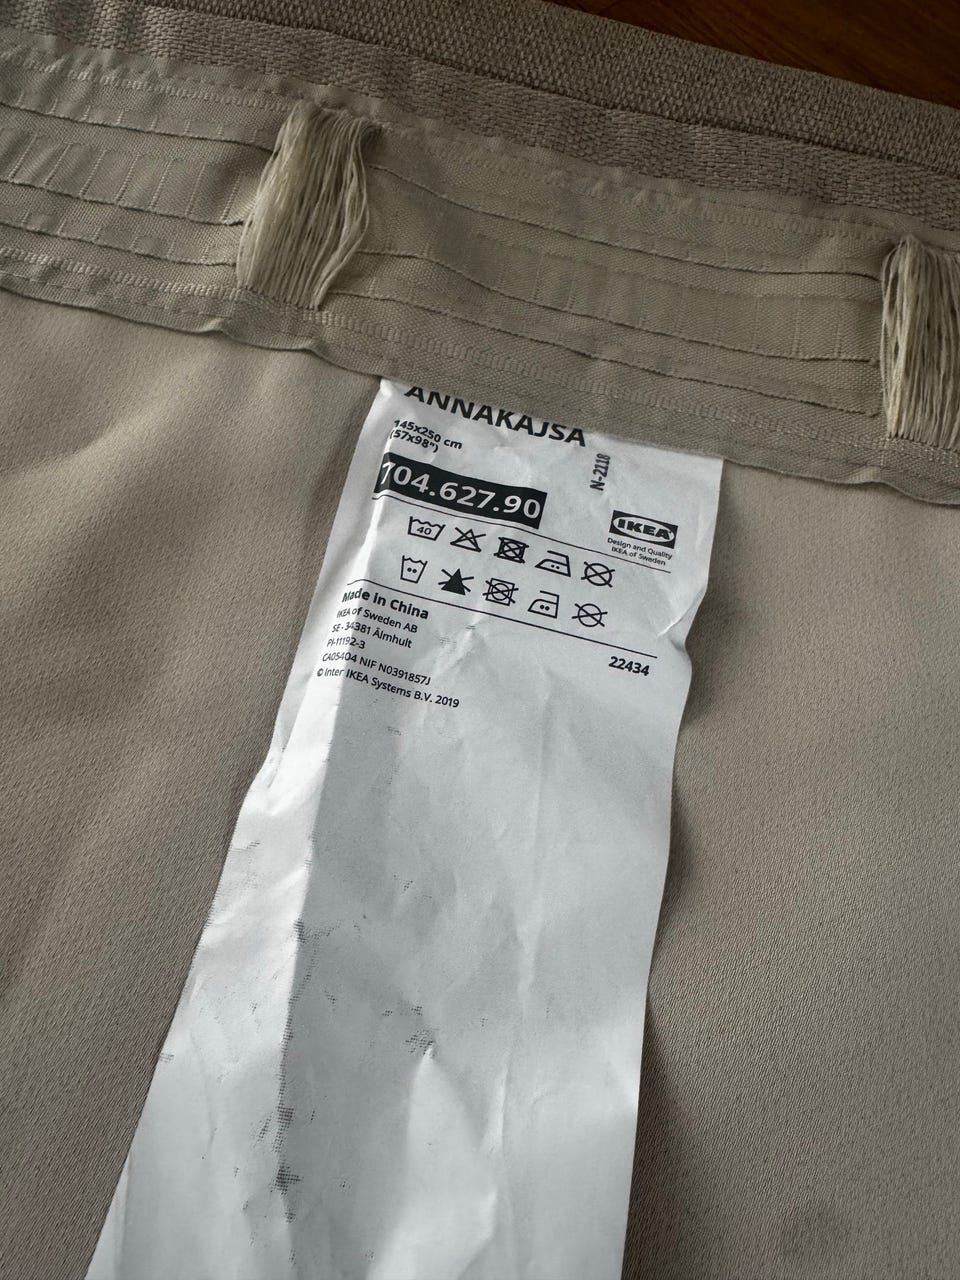 ANNAKAJSA
145x250 cm
(57x98")
N-2118
704.627.90
IKEA
Design and Quality
IKEA of Sweden
40
Made in China
IKEA of Sweden AB
SE-34381 Älmhult
PI-11192-3
CA05404 NIF N0391857J
© Inter IKEA Systems B.V. 2019
22434